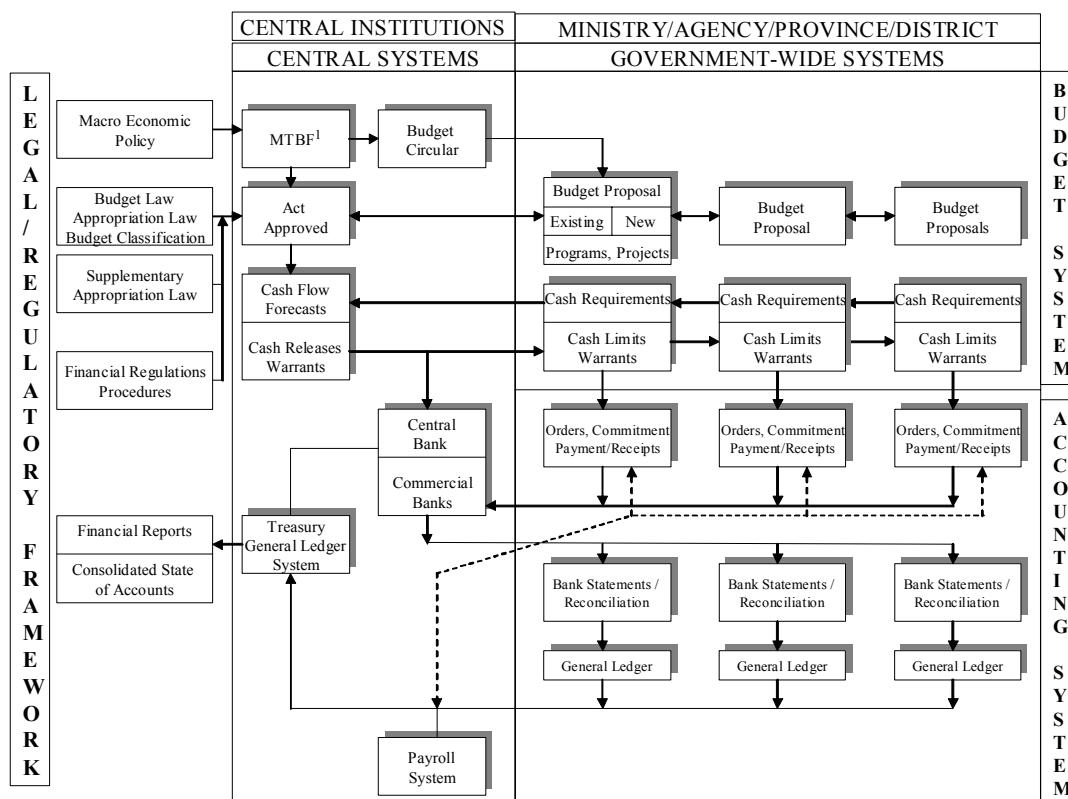 CENTRAL INSTITUTIONS
MINISTRY/AGENCY/PROVINCE/DISTRICT
CENTRAL SYSTEMS
GOVERNMENT-WIDE SYSTEMS
LEGAL/REGULATORY FRAMEWORK
BUDGET SYSTEM
ACCOUNTING SYSTEM
Macro Economic
Policy
MTBF1
Budget
Circular
Budget Law
Appropriation Law
Budget Classification
Act
Approved
Budget Proposal
Existing
New
Programs, Projects
Budget
Proposal
Budget
Proposals
Supplementary
Appropriation Law
Cash Flow
Forecasts
Cash Releases
Warrants
Cash Requirements
Cash Limits
Warrants
Cash Requirements
Cash Limits
Warrants
Cash Requirements
Cash Limits
Warrants
Financial Regulations
Procedures
Central
Bank
Commercial
Banks
Orders, Commitment
Payment/Receipts
Orders, Commitment
Payment/Receipts
Orders, Commitment
Payment/Receipts
Financial Reports
Consolidated State
of Accounts
Treasury
General Ledger
System
Bank Statements /
Reconciliation
Bank Statements /
Reconciliation
Bank Statements /
Reconciliation
General Ledger
General Ledger
General Ledger
Payroll
System